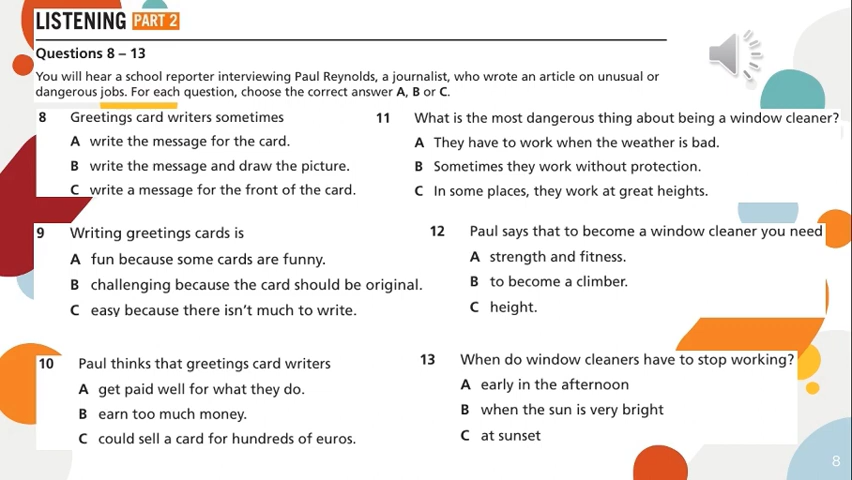 LISTENING PART 2
Questions 8 – 13
You will hear a school reporter interviewing Paul Reynolds, a journalist, who wrote an article on unusual or
dangerous jobs. For each question, choose the correct answer A, B or C.
8 Greetings card writers sometimes
A write the message for the card.
B write the message and draw the picture.
C write a message for the front of the card.
9 Writing greetings cards is
A fun because some cards are funny.
B challenging because the card should be original.
C easy because there isn't much to write.
10 Paul thinks that greetings card writers
A get paid well for what they do.
B earn too much money.
C could sell a card for hundreds of euros.
11 What is the most dangerous thing about being a window cleaner?
A They have to work when the weather is bad.
B Sometimes they work without protection.
C In some places, they work at great heights.
12 Paul says that to become a window cleaner you need
A strength and fitness.
B to become a climber.
C height.
13 When do window cleaners have to stop working?
A early in the afternoon
B when the sun is very bright
C at sunset
8